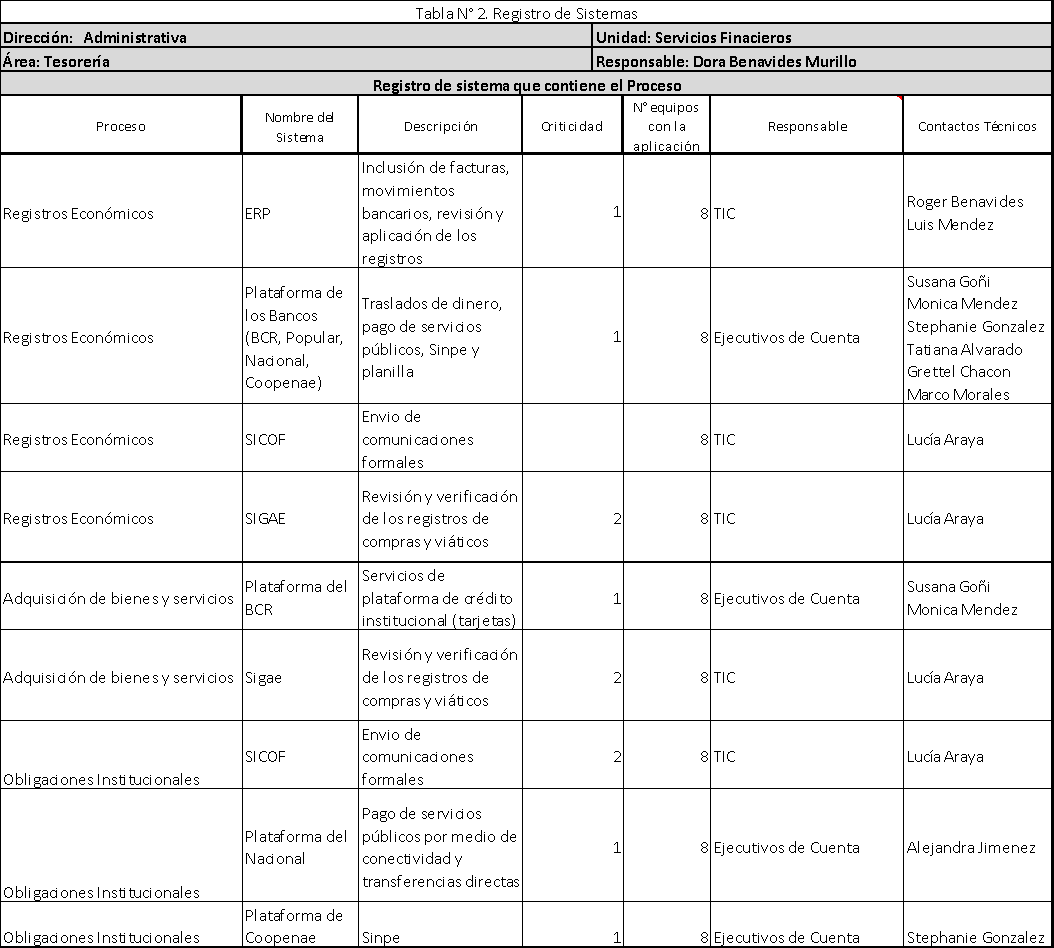 Tabla N° 2. Registro de Sistemas
Dirección: Administrativa
Unidad: Servicios Finacieros
Área: Tesorería
Responsable: Dora Benavides Murillo
Registro de sistema que contiene el Proceso
Proceso
Nombre del
Sistema
Descripción
Criticidad
N° equipos
con la
aplicación
Responsable
Contactos Técnicos
Registros Económicos
ERP
Inclusión de facturas,
movimientos
bancarios, revisión y
aplicación de los
registros
1
8
TIC
Roger Benavides
Luis Mendez
Registros Económicos
Plataforma de
los Bancos
(BCR, Popular,
Nacional,
Coopenae)
Traslados de dinero,
pago de servicios
públicos, Sinpe y
planilla
1
8
Ejecutivos de Cuenta
Susana Goñi
Monica Mendez
Stephanie Gonzalez
Tatiana Alvarado
Grettel Chacon
Marco Morales
Registros Económicos
SICOF
Envio de
comunicaciones
formales
8
TIC
Lucía Araya
Registros Económicos
SIGAE
Revisión y verificación
de los registros de
compras y viáticos
2
8
TIC
Lucía Araya
Adquisición de bienes y servicios
Plataforma del
BCR
Servicios de
plataforma de crédito
institucional (tarjetas)
1
8
Ejecutivos de Cuenta
Susana Goñi
Monica Mendez
Adquisición de bienes y servicios
Sigae
Revisión y verificación
de los registros de
compras y viáticos
2
8
TIC
Lucía Araya
Obligaciones Institucionales
SICOF
Envio de
comunicaciones
formales
2
8
TIC
Lucía Araya
Obligaciones Institucionales
Plataforma del
Nacional
Pago de servicios
públicos por medio de
conectividad y
transferencias directas
1
8
Ejecutivos de Cuenta
Alejandra Jimenez
Obligaciones Institucionales
Plataforma de
Coopenae
Sinpe
1
8
Ejecutivos de Cuenta
Stephanie Gonzalez